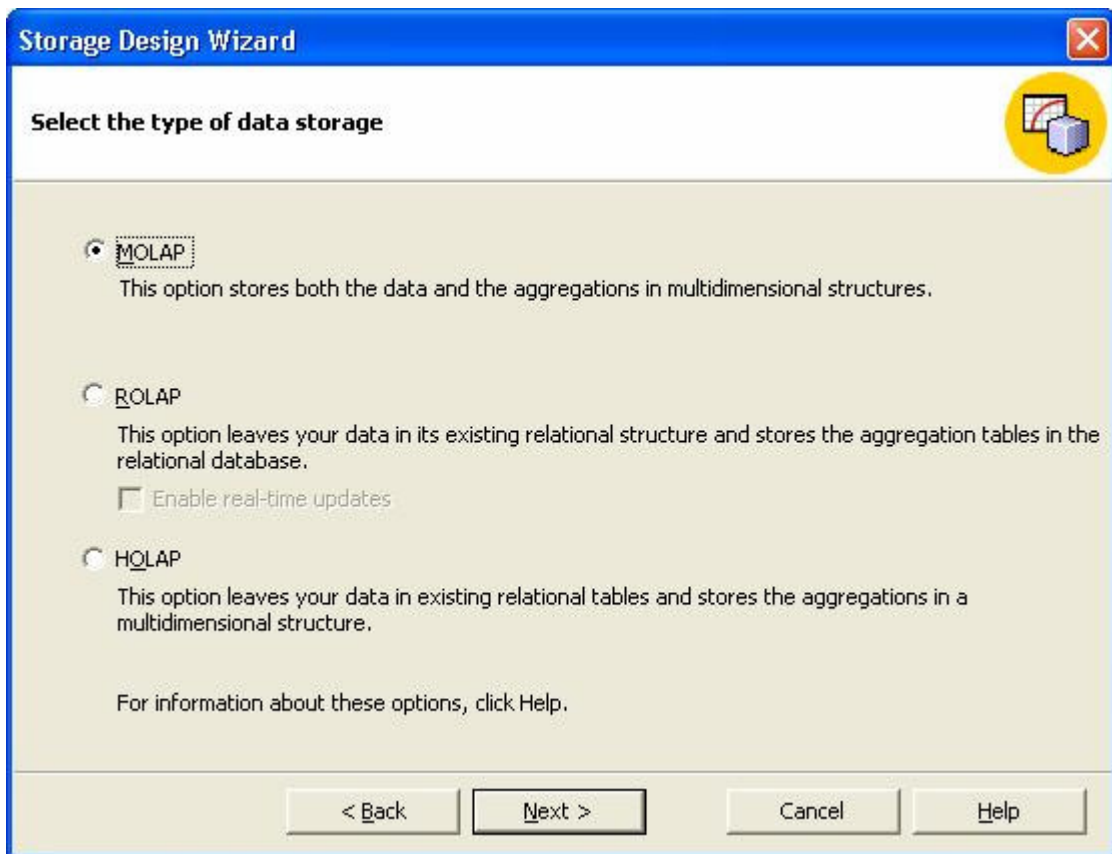 Storage Design Wizard
Select the type of data storage
MOLAP
This option stores both the data and the aggregations in multidimensional structures.
ROLAP
This option leaves your data in its existing relational structure and stores the aggregation tables in the
relational database.
Enable real-time updates
HOLAP
This option leaves your data in existing relational tables and stores the aggregations in a
multidimensional structure.
For information about these options, click Help.
< Back
Next >
Cancel
Help